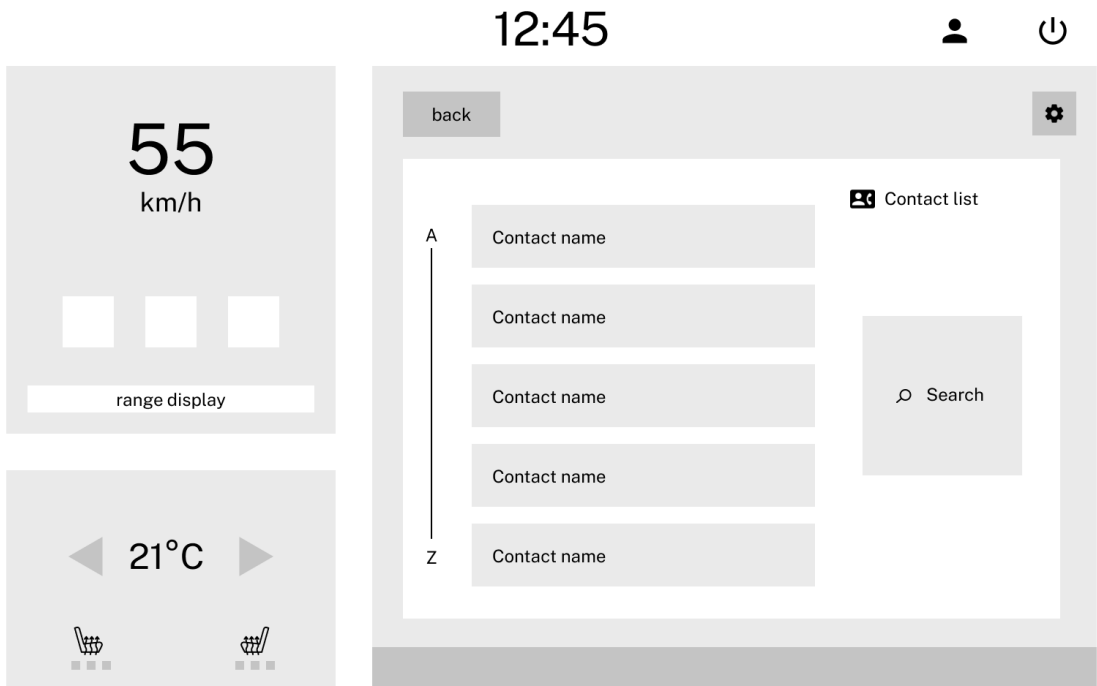 12:45
55
km/h
range display
21°C
back
Contact list
A
Contact name
Contact name
Contact name
Contact name
Contact name
Z
Search